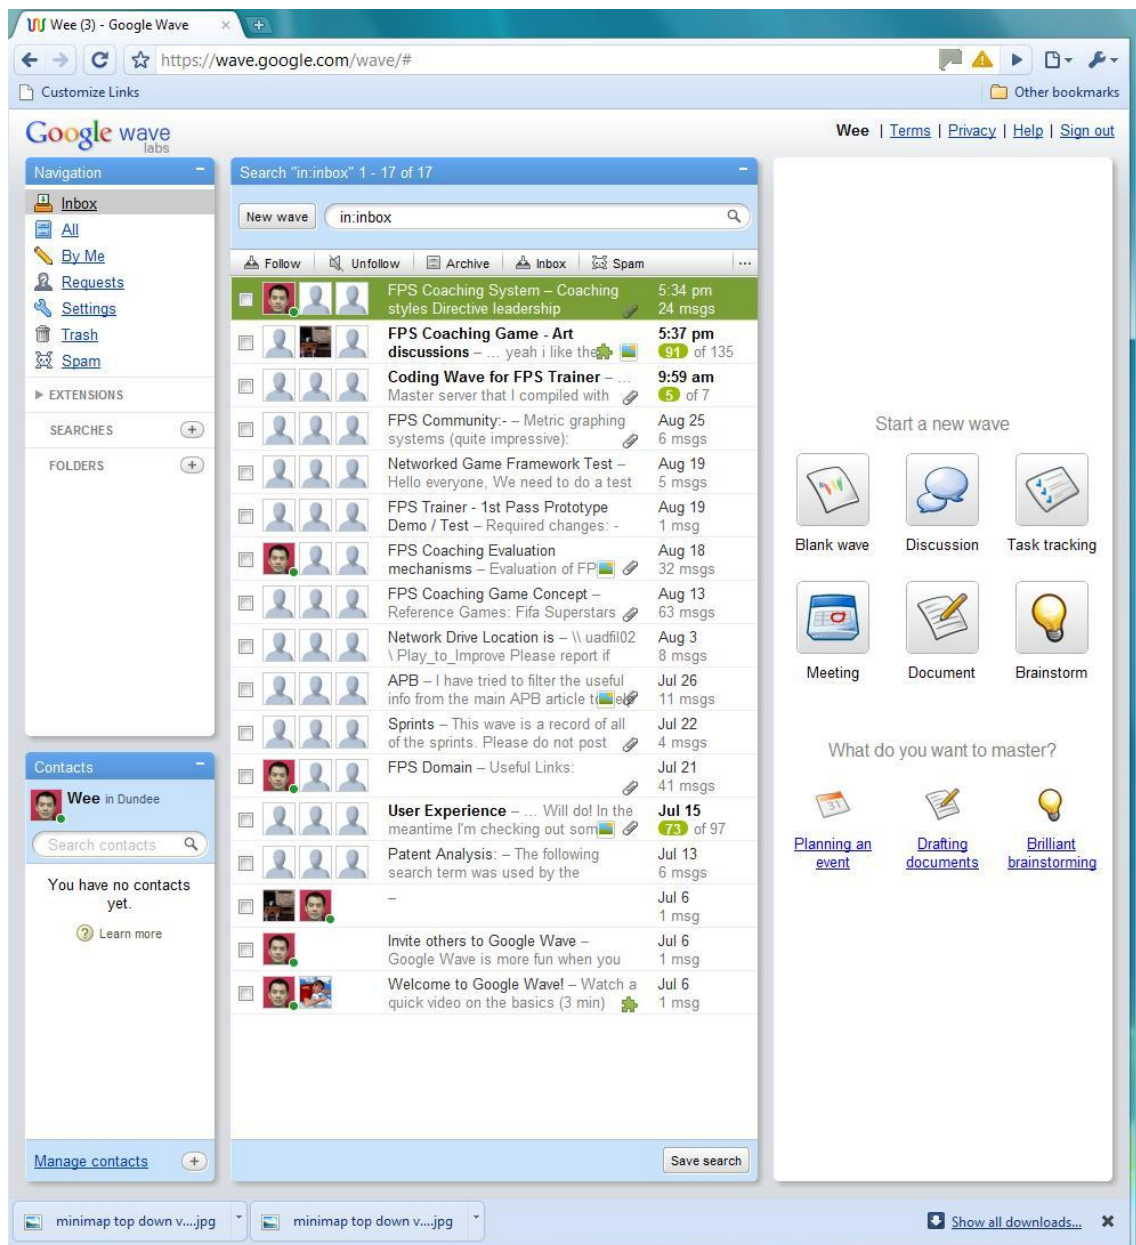 Wee (3) - Google Wave
https://wave.google.com/wave/#
Customize Links
Other bookmarks
Google wave
labs
Wee | Terms | Privacy | Help | Sign out
Navigation
Inbox
All
By Me
Requests
Settings
Trash
Spam
EXTENSIONS
SEARCHES
FOLDERS
Contacts
Wee in Dundee
Search contacts
You have no contacts
yet.
Learn more
Manage contacts
Search "in:inbox" 1 - 17 of 17
New wave in:inbox
Follow Unfollow Archive Inbox Spam ...
FPS Coaching System – Coaching 5:34 pm
styles Directive leadership 24 msgs
FPS Coaching Game - Art 5:37 pm
discussions – ... yeah i like the 91 of 135
Coding Wave for FPS Trainer – ... 9:59 am
Master server that I compiled with 5 of 7
FPS Community:- – Metric graphing Aug 25
systems (quite impressive): 6 msgs
Networked Game Framework Test – Aug 19
Hello everyone, We need to do a test 5 msgs
FPS Trainer - 1st Pass Prototype Aug 19
Demo / Test – Required changes: - 1 msg
FPS Coaching Evaluation Aug 18
mechanisms – Evaluation of FP 32 msgs
FPS Coaching Game Concept – Aug 13
Reference Games: Fifa Superstars 63 msgs
Network Drive Location is – \\ uadfil02 Aug 3
\ Play_to_Improve Please report if 8 msgs
APB – I have tried to filter the useful Jul 26
info from the main APB article 11 msgs
Sprints – This wave is a record of all Jul 22
of the sprints. Please do not post 4 msgs
FPS Domain – Useful Links: Jul 21
41 msgs
User Experience – ... Will do! In the Jul 15
meantime I'm checking out som 73 of 97
Patent Analysis: – The following Jul 13
search term was used by the 6 msgs
– Jul 6
1 msg
Invite others to Google Wave – Jul 6
Google Wave is more fun when you 1 msg
Welcome to Google Wave! – Watch a Jul 6
quick video on the basics (3 min) 1 msg
Save search
Start a new wave
Blank wave Discussion Task tracking
Meeting Document Brainstorm
What do you want to master?
31
Planning an Drafting Brilliant
event documents brainstorming
minimap top down v....jpg minimap top down v....jpg Show all downloads...